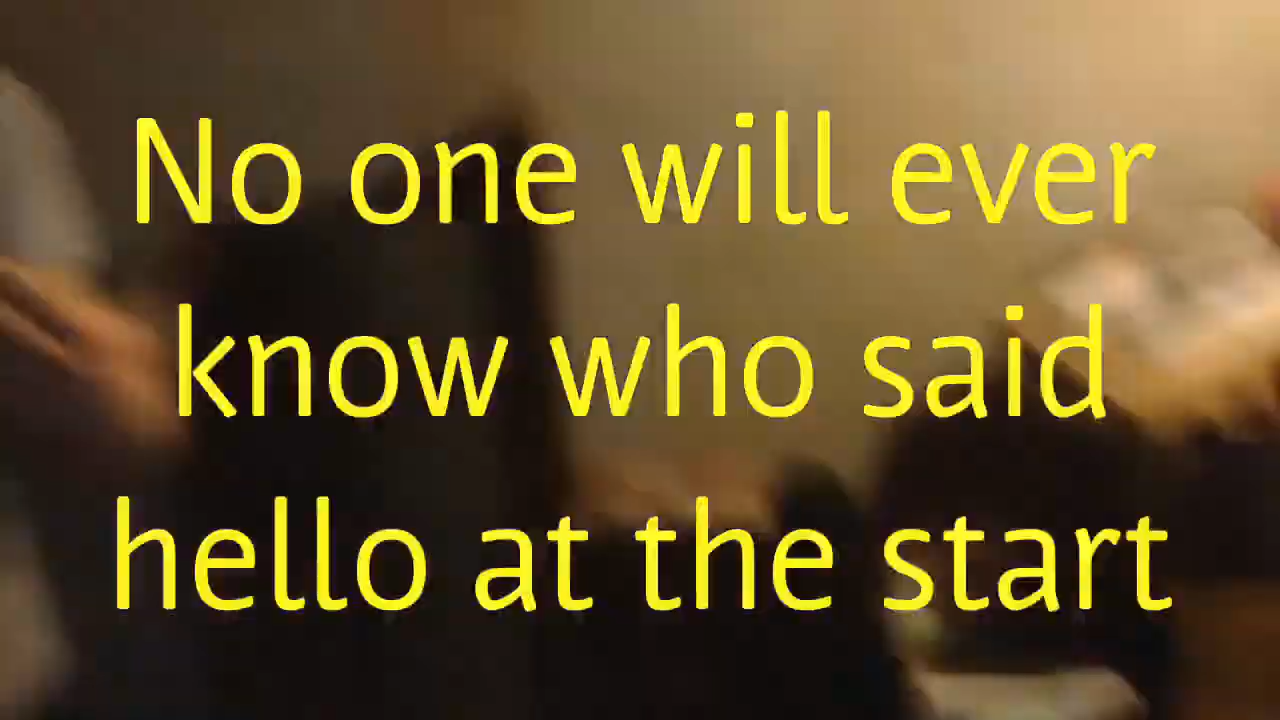 No one will ever
know who said
hello at the start